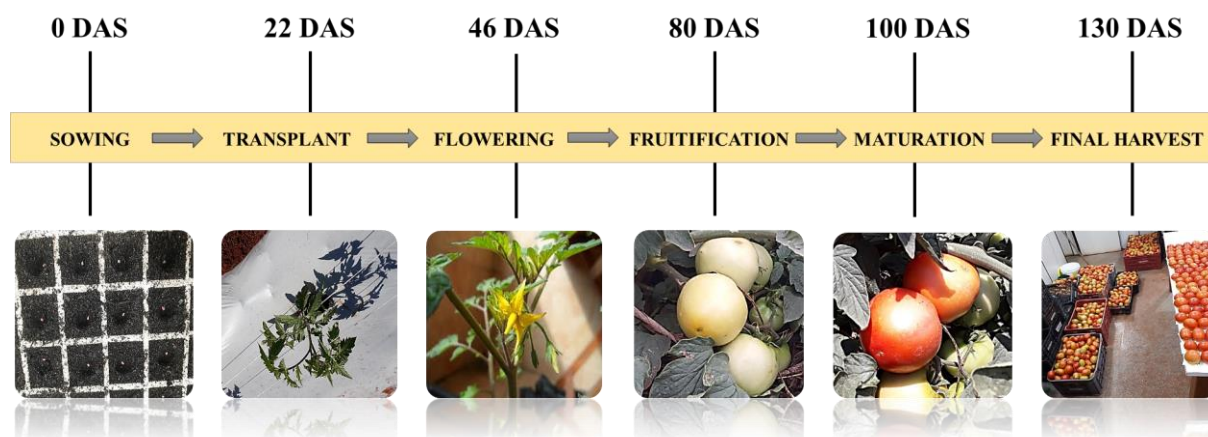 0 DAS 22 DAS 46 DAS 80 DAS 100 DAS 130 DAS
SOWING TRANSPLANT FLOWERING FRUITIFICATION MATURATION FINAL HARVEST